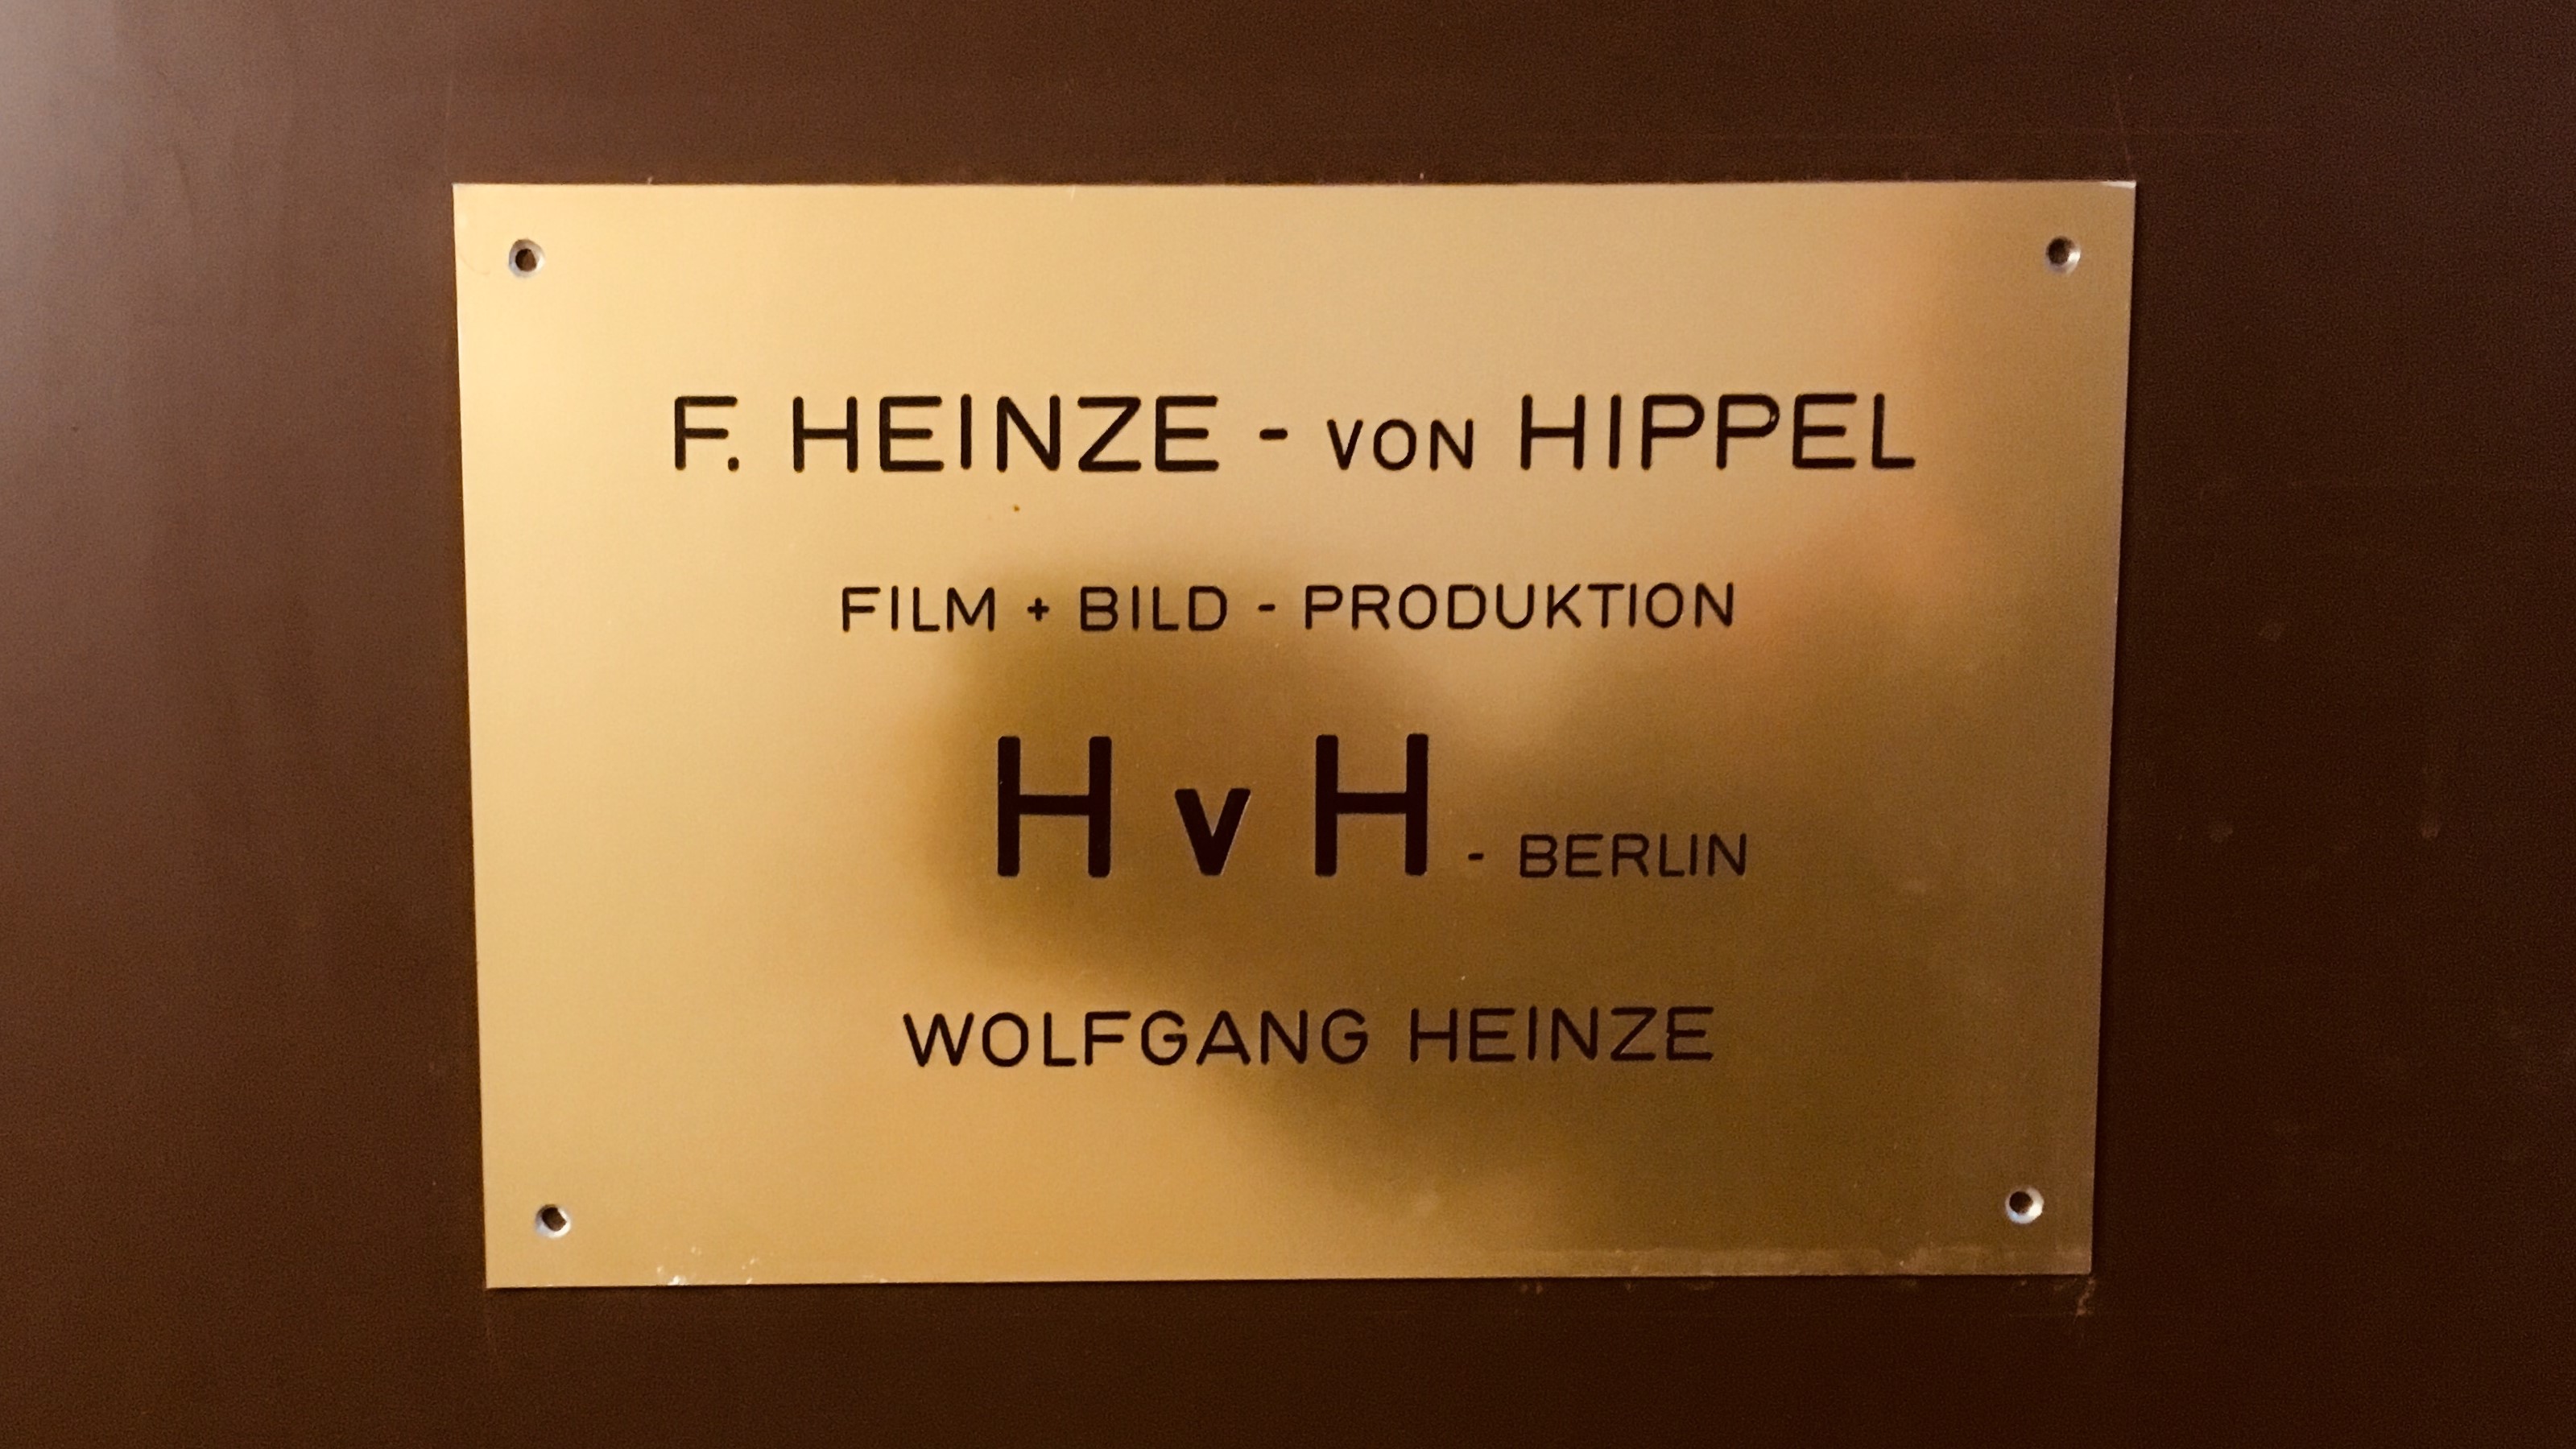 F. HEINZE - VON HIPPEL
FILM + BILD - PRODUKTION
H v H - BERLIN
WOLFGANG HEINZE